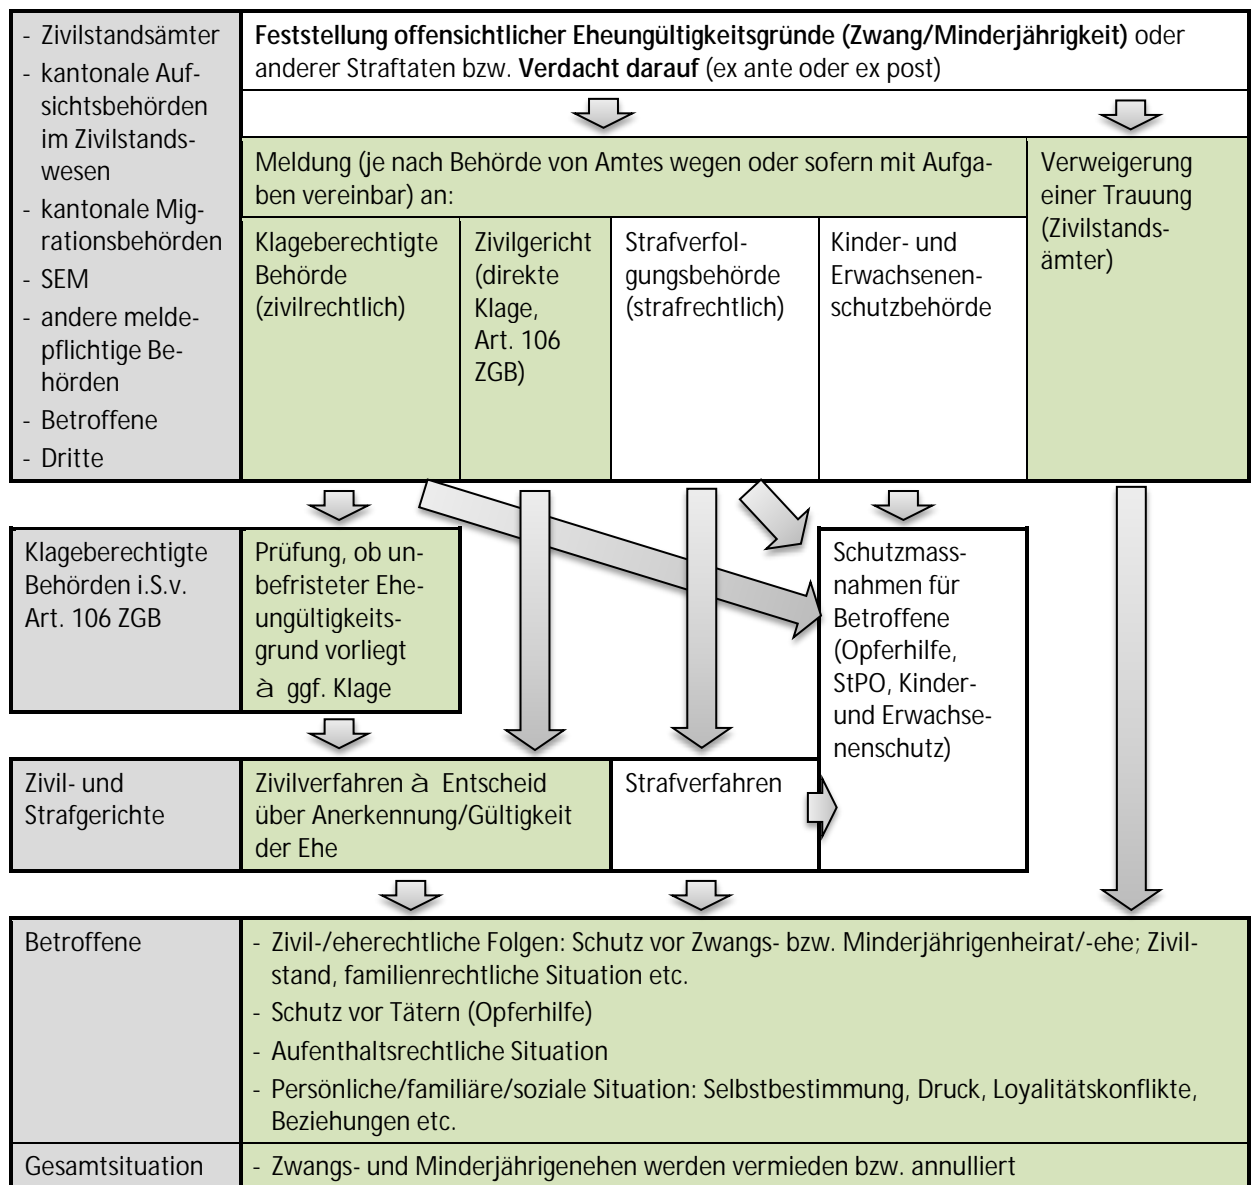 - Zivilstandsämter
- kantonale Auf-
sichtsbehörden
im Zivilstands-
wesen
- kantonale Mig-
rationsbehörden
- SEM
- andere melde-
pflichtige Be-
hörden
- Betroffene
- Dritte
Feststellung offensichtlicher Eheungültigkeitsgründe (Zwang/Minderjährigkeit) oder
anderer Straftaten bzw. Verdacht darauf (ex ante oder ex post)
Meldung (je nach Behörde von Amtes wegen oder sofern mit Aufga-
ben vereinbar) an:
Verweigerung
einer Trauung
(Zivilstands-
ämter)
Klageberechtigte
Behörde
(zivilrechtlich)
Zivilgericht
(direkte
Klage,
Art. 106
ZGB)
Strafverfol-
gungsbehörde
(strafrechtlich)
Kinder- und
Erwachsenen-
schutzbehörde
Klageberechtigte
Behörden i.S.v.
Art. 106 ZGB
Prüfung, ob un-
befristeter Ehe-
ungültigkeits-
grund vorliegt
à ggf. Klage
Schutzmass-
nahmen für
Betroffene
(Opferhilfe,
StPO, Kinder-
und Erwachse-
nenschutz)
Zivil- und
Strafgerichte
Zivilverfahren à Entscheid
über Anerkennung/Gültigkeit
der Ehe
Strafverfahren
Betroffene
- Zivil-/eherechtliche Folgen: Schutz vor Zwangs- bzw. Minderjährigenheirat/-ehe; Zivil-
stand, familienrechtliche Situation etc.
- Schutz vor Tätern (Opferhilfe)
- Aufenthaltsrechtliche Situation
- Persönliche/familiäre/soziale Situation: Selbstbestimmung, Druck, Loyalitätskonflikte,
Beziehungen etc.
Gesamtsituation
- Zwangs- und Minderjährigenehen werden vermieden bzw. annulliert